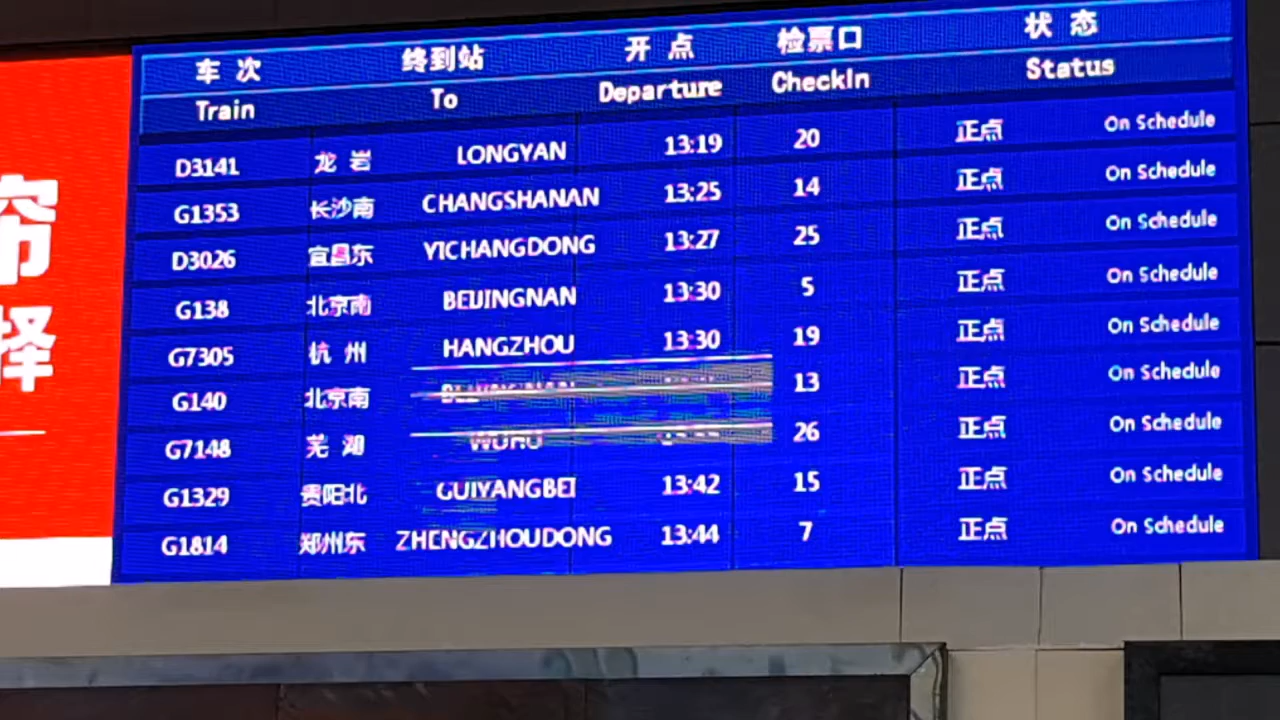 车次 终到站 开点 检票口 状态
Train To Departure CheckIn Status
D3141 龙岩 LONGYAN 13:19 20 正点 On Schedule
G1353 长沙南 CHANGSHANAN 13:25 14 正点 On Schedule
D3026 宜昌东 YICHANGDONG 13:27 25 正点 On Schedule
G138 北京南 BEIJINGNAN 13:30 5 正点 On Schedule
G7305 杭州 HANGZHOU 13:30 19 正点 On Schedule
G140 北京南 13 正点 On Schedule
G7148 芜湖 WUHU 26 正点 On Schedule
G1329 贵阳北 GUIYANGBEI 13:42 15 正点 On Schedule
G1814 郑州东 ZHENGZHOUDONG 13:44 7 正点 On Schedule
帘
择